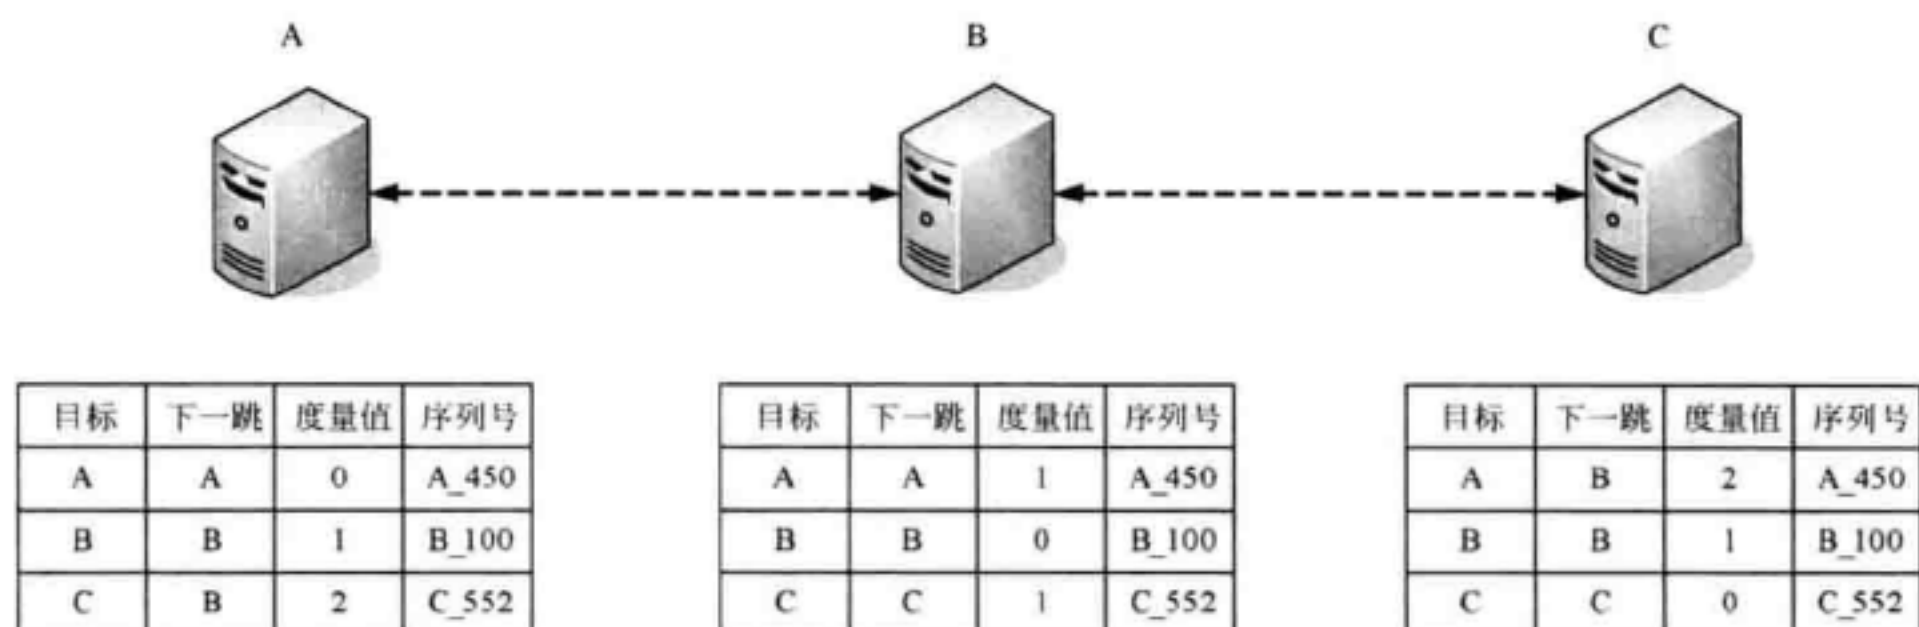 A B C
目标 下一跳 度量值 序列号 目标 下一跳 度量值 序列号 目标 下一跳 度量值 序列号
A A 0 A_450 A A 1 A_450 A B 2 A_450
B B 1 B_100 B B 0 B_100 B B 1 B_100
C B 2 C_552 C C 1 C_552 C C 0 C_552